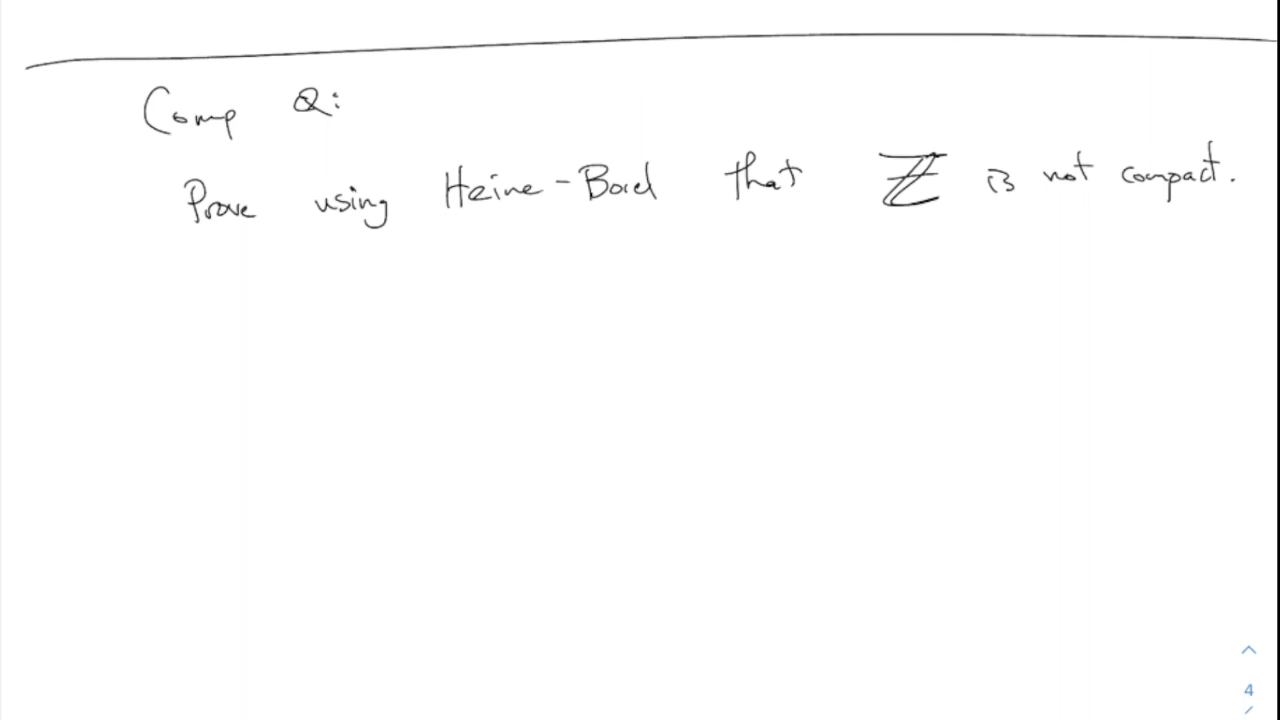 Comp Q:
Prove using Heine-Borel that ℤ is not compact.
4